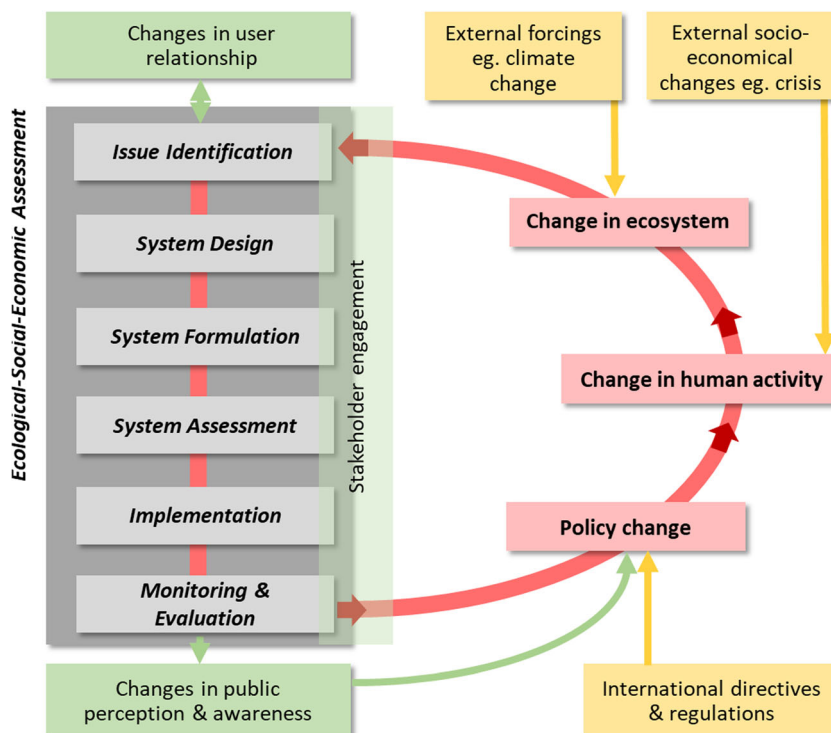 Changes in user
relationship
External forcings
eg. climate
change
External socio-
economical
changes eg. crisis
Ecological-Social-Economic Assessment
Stakeholder engagement
Issue Identification
System Design
System Formulation
System Assessment
Implementation
Monitoring &
Evaluation
Change in ecosystem
Change in human activity
Policy change
Changes in public
perception & awareness
International directives
& regulations